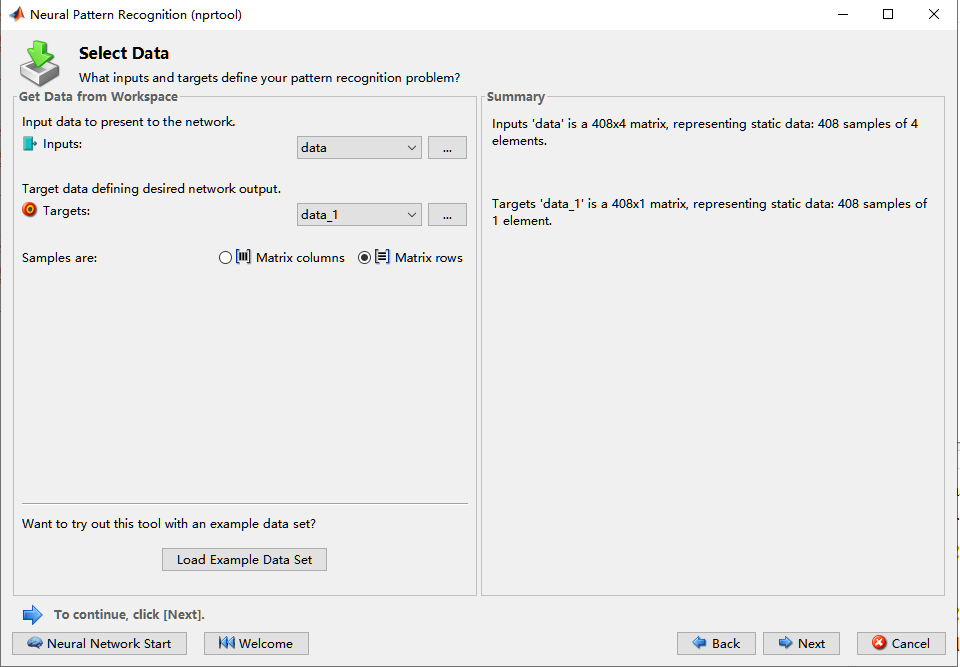 Neural Pattern Recognition (nprtool)
Select Data
What inputs and targets define your pattern recognition problem?
Get Data from Workspace
Input data to present to the network.
Inputs:
data
...
Target data defining desired network output.
Targets:
data_1
...
Samples are:
Matrix columns
Matrix rows
Want to try out this tool with an example data set?
Load Example Data Set
Summary
Inputs 'data' is a 408x4 matrix, representing static data: 408 samples of 4
elements.
Targets 'data_1' is a 408x1 matrix, representing static data: 408 samples of
1 element.
To continue, click [Next].
Neural Network Start
Welcome
Back
Next
Cancel